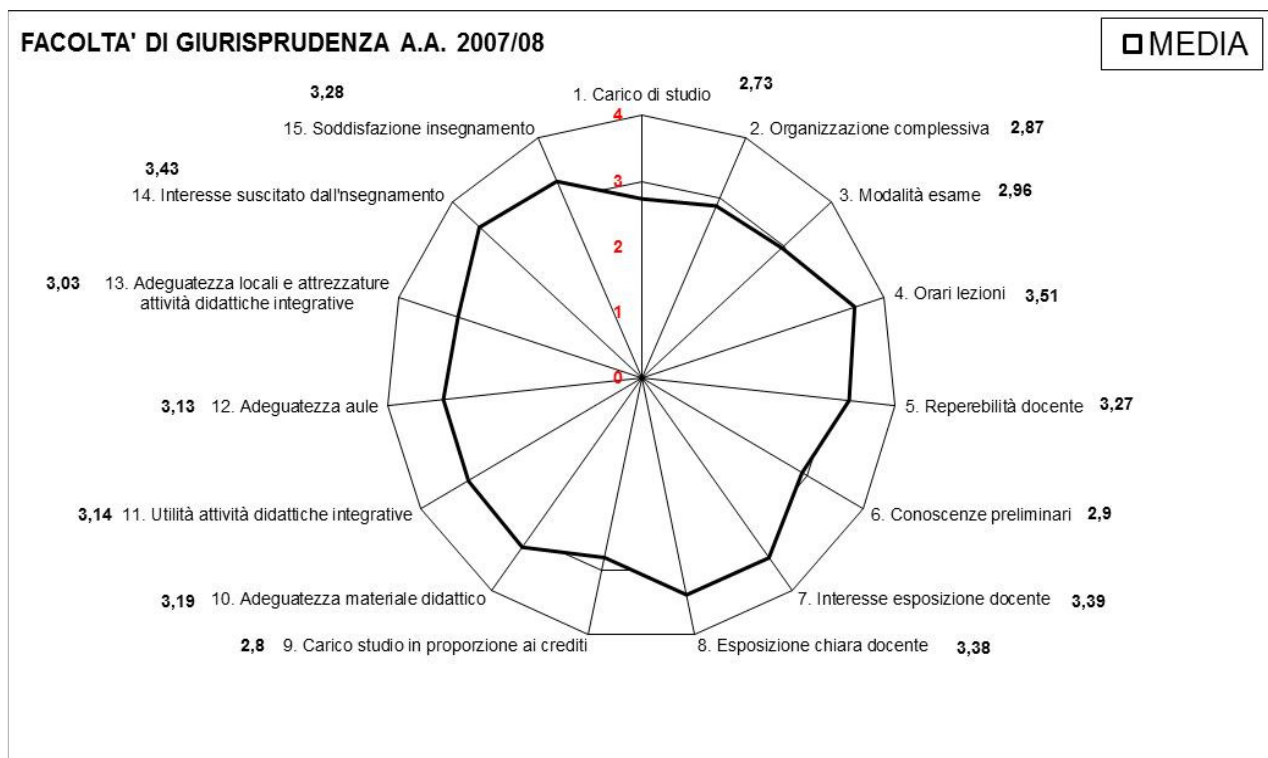 FACOLTA' DI GIURISPRUDENZA A.A. 2007/08
MEDIA
1. Carico di studio 2,73
2. Organizzazione complessiva 2,87
3. Modalità esame 2,96
4. Orari lezioni 3,51
5. Reperebilità docente 3,27
6. Conoscenze preliminari 2,9
7. Interesse esposizione docente 3,39
8. Esposizione chiara docente 3,38
2,8 9. Carico studio in proporzione ai crediti
3,19 10. Adeguatezza materiale didattico
3,14 11. Utilità attività didattiche integrative
3,13 12. Adeguatezza aule
3,03 13. Adeguatezza locali e attrezzature
attività didattiche integrative
3,43
14. Interesse suscitato dall'nsegnamento
3,28
15. Soddisfazione insegnamento
4
3
2
1
0